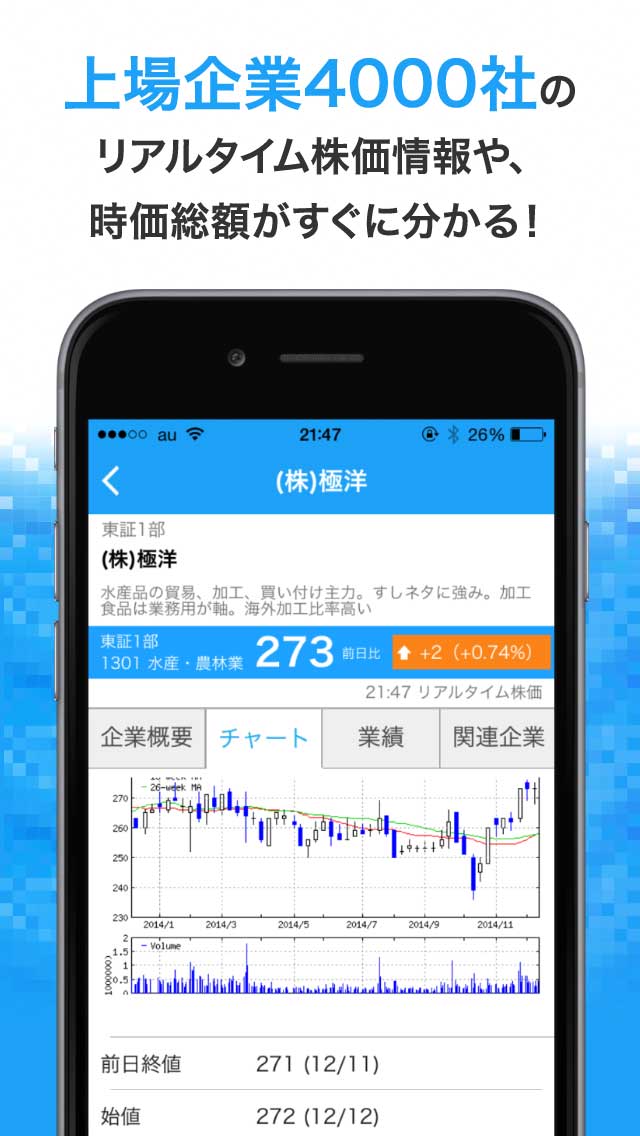 上場企業4000社の
リアルタイム株価情報や、
時価総額がすぐに分かる!
au 21:47 26%
(株)極洋
東証1部
(株)極洋
水産品の貿易、加工、買い付け主力。すしネタに強み。加工
食品は業務用が軸。海外加工比率高い
東証1部
1301 水産・農林業 273 前日比 +2（+0.74%）
21:47 リアルタイム株価
企業概要 チャート 業績 関連企業
26-week MA
270
260
250
240
230
2014/1 2014/3 2014/5 2014/7 2014/9 2014/11
2
Volume
1.5
1
0.5
0.0
前日終値 271 (12/11)
始値 272 (12/12)